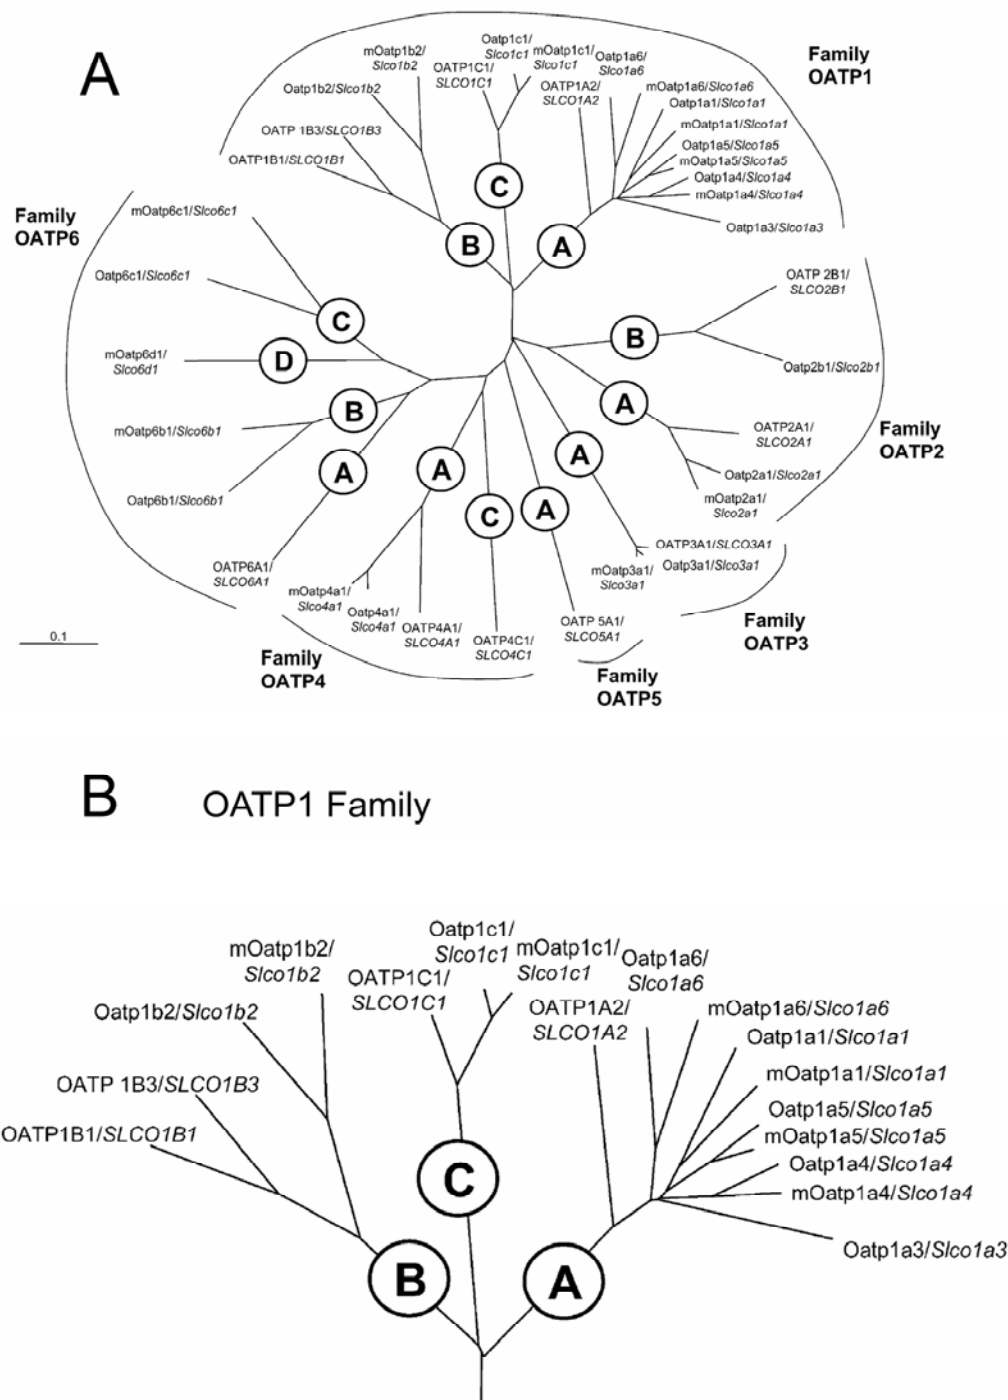 A
Family
OATP1
mOatp1b2/
Slco1b2
Oatp1c1/
Slco1c1
mOatp1c1/
Slco1c1
Oatp1a6/
Slco1a6
OATP1C1/
SLCO1C1
OATP1A2/
SLCO1A2
Oatp1b2/Slco1b2
mOatp1a6/Slco1a6
Oatp1a1/Slco1a1
OATP 1B3/SLCO1B3
mOatp1a1/Slco1a1
OATP1B1/SLCO1B1
Oatp1a5/Slco1a5
mOatp1a5/Slco1a5
Oatp1a4/Slco1a4
mOatp1a4/Slco1a4
Oatp1a3/Slco1a3
C
B
A
Family
OATP6
mOatp6c1/Slco6c1
Oatp6c1/Slco6c1
C
mOatp6d1/
Slco6d1
D
B
mOatp6b1/Slco6b1
A
Oatp6b1/Slco6b1
OATP6A1/
SLCO6A1
OATP 2B1/
SLCO2B1
B
Oatp2b1/Slco2b1
A
OATP2A1/
SLCO2A1
Family
OATP2
Oatp2a1/Slco2a1
mOatp2a1/
Slco2a1
A
A
C
A
OATP3A1/SLCO3A1
Oatp3a1/Slco3a1
mOatp3a1/
Slco3a1
Family
OATP3
mOatp4a1/
Slco4a1
Oatp4a1/
Slco4a1
OATP4A1/
SLCO4A1
OATP4C1/
SLCO4C1
OATP 5A1/
SLCO5A1
0.1
Family
OATP4
Family
OATP5
B OATP1 Family
mOatp1b2/
Slco1b2
Oatp1c1/
Slco1c1
mOatp1c1/
Slco1c1
Oatp1a6/
Slco1a6
OATP1C1/
SLCO1C1
OATP1A2/
SLCO1A2
Oatp1b2/Slco1b2
mOatp1a6/Slco1a6
Oatp1a1/Slco1a1
OATP 1B3/SLCO1B3
mOatp1a1/Slco1a1
OATP1B1/SLCO1B1
Oatp1a5/Slco1a5
mOatp1a5/Slco1a5
Oatp1a4/Slco1a4
mOatp1a4/Slco1a4
Oatp1a3/Slco1a3
C
B
A